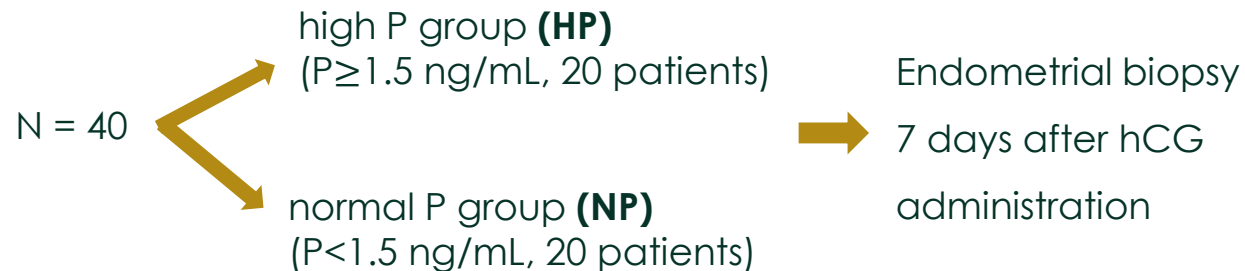 high P group (HP)
(P≥1.5 ng/mL, 20 patients)
N = 40
normal P group (NP)
(P<1.5 ng/mL, 20 patients)
Endometrial biopsy
7 days after hCG
administration